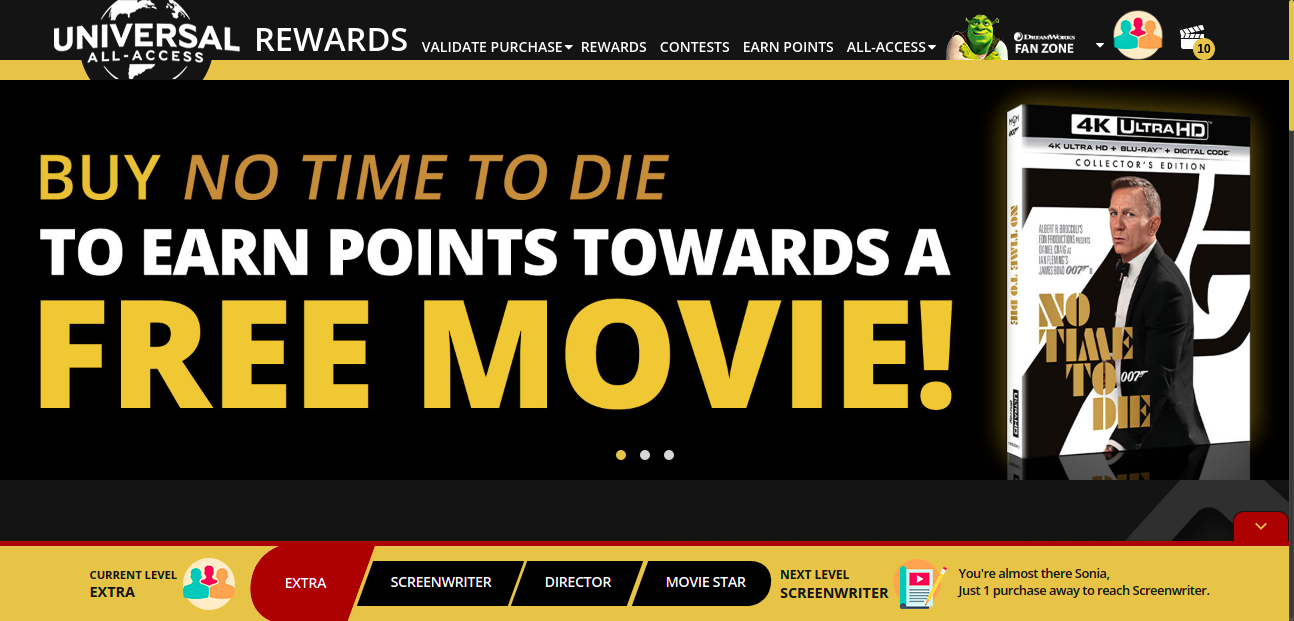 UNIVERSAL
ALL-ACCESS
REWARDS
VALIDATE PURCHASE REWARDS CONTESTS EARN POINTS ALL-ACCESS
DREAMWORKS
FAN ZONE
10
BUY NO TIME TO DIE
TO EARN POINTS TOWARDS A
FREE MOVIE!
MGM
007
4K ULTRA HD
4K ULTRA HD + BLU-RAY + DIGITAL CODE
COLLECTOR'S EDITION
NO TIME TO DIE
ALBERT R. BROCCOLI'S
EON PRODUCTIONS PRESENTS
DANIEL CRAIG AS
IAN FLEMING'S
JAMES BOND 007
NO
TIME
TO 007
DIE
CURRENT LEVEL
EXTRA
EXTRA
SCREENWRITER
DIRECTOR
MOVIE STAR
NEXT LEVEL
SCREENWRITER
You're almost there Sonia,
Just 1 purchase away to reach Screenwriter.